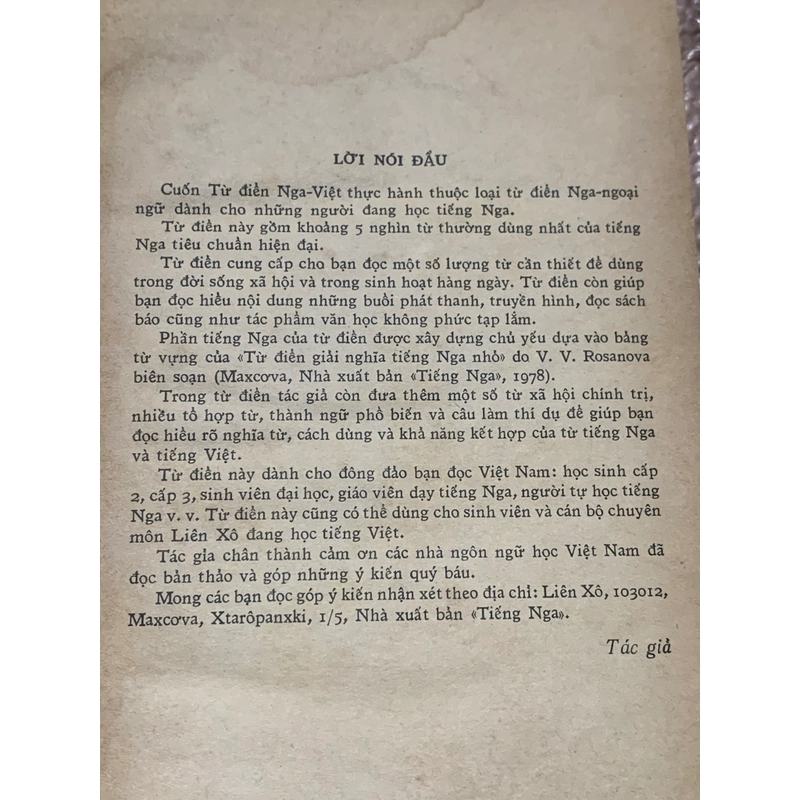 LỜI NÓI ĐẦU
Cuốn Từ điển Nga-Việt thực hành thuộc loại từ điển Nga-ngoại
ngữ dành cho những người đang học tiếng Nga.
Từ điển này gồm khoảng 5 nghìn từ thường dùng nhất của tiếng
Nga tiêu chuẩn hiện đại.
Từ điển cung cấp cho bạn đọc một số lượng từ cần thiết để dùng
trong đời sống xã hội và trong sinh hoạt hàng ngày. Từ điển còn giúp
bạn đọc hiểu nội dung những buổi phát thanh, truyền hình, đọc sách
báo cũng như tác phẩm văn học không phức tạp lắm.
Phần tiếng Nga của từ điển được xây dựng chủ yếu dựa vào bảng
từ vựng của «Từ điển giải nghĩa tiếng Nga nhỏ» do V. V. Rosanova
biên soạn (Maxcơva, Nhà xuất bản «Tiếng Nga», 1978).
Trong từ điển tác giả còn đưa thêm một số từ xã hội chính trị,
nhiều tổ hợp từ, thành ngữ phổ biến và câu làm thí dụ để giúp bạn
đọc hiểu rõ nghĩa từ, cách dùng và khả năng kết hợp của từ tiếng Nga
và tiếng Việt.
Từ điển này dành cho đông đảo bạn đọc Việt Nam: học sinh cấp
2, cấp 3, sinh viên đại học, giáo viên dạy tiếng Nga, người tự học tiếng
Nga v. v. Từ điển này cũng có thể dùng cho sinh viên và cán bộ chuyên
môn Liên Xô đang học tiếng Việt.
Tác gỉa chân thành cảm ơn các nhà ngôn ngữ học Việt Nam đã
đọc bản thảo và góp những ý kiến quý báu.
Mong các bạn đọc góp ý kiến nhận xét theo địa chỉ: Liên Xô, 103012,
Maxcơva, Xtarôpanxki, 1/5, Nhà xuất bản «Tiếng Nga».
Tác giả